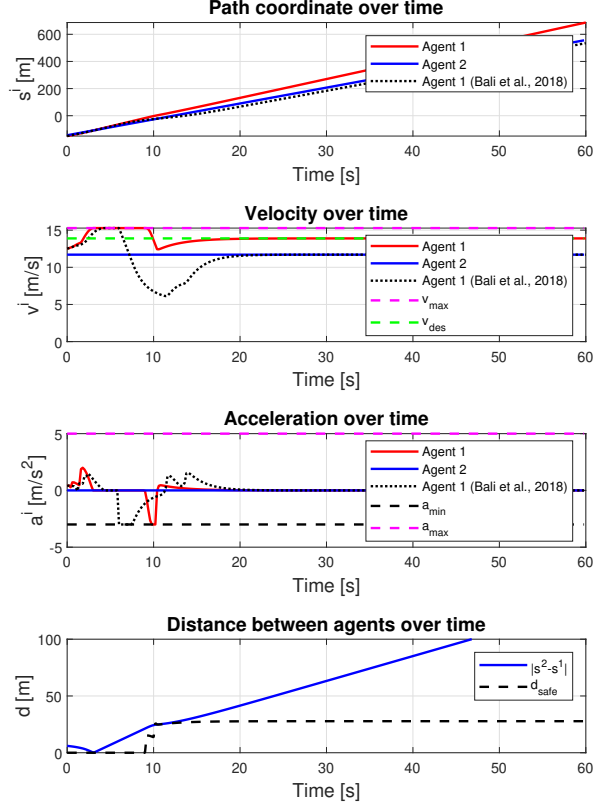 Path coordinate over time
s^i [m]
600
400
200
0
Agent 1
Agent 2
Agent 1 (Bali et al., 2018)
0 10 20 30 40 50 60
Time [s]
Velocity over time
v^i [m/s]
15
10
5
0
Agent 1
Agent 2
Agent 1 (Bali et al., 2018)
v_max
v_des
0 10 20 30 40 50 60
Time [s]
Acceleration over time
a^i [m/s^2]
5
0
-5
Agent 1
Agent 2
Agent 1 (Bali et al., 2018)
a_min
a_max
0 10 20 30 40 50 60
Time [s]
Distance between agents over time
d [m]
100
50
0
|s^2-s^1|
d_safe
0 10 20 30 40 50 60
Time [s]